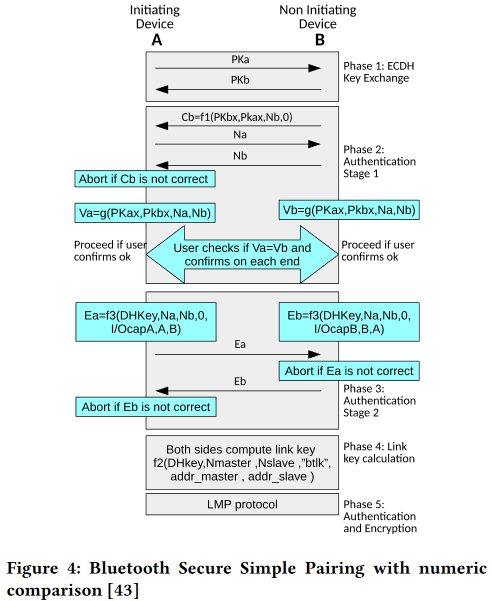 Initiating
Device
A
Non Initiating
Device
B
PKa
PKb
Phase 1: ECDH
Key Exchange
Cb=f1(PKbx,Pkax,Nb,0)
Na
Nb
Phase 2:
Authentication
Stage 1
Abort if Cb is not correct
Va=g(PKax,Pkbx,Na,Nb)
Vb=g(PKax,Pkbx,Na,Nb)
Proceed if user
confirms ok
User checks if Va=Vb and
confirms on each end
Proceed if user
confirms ok
Ea=f3(DHKey,Na,Nb,0,
I/OcapA,A,B)
Eb=f3(DHKey,Na,Nb,0,
I/OcapB,B,A)
Ea
Abort if Ea is not correct
Eb
Abort if Eb is not correct
Phase 3:
Authentication
Stage 2
Both sides compute link key
f2(DHkey,Nmaster ,Nslave ,”btlk”,
addr_master , addr_slave )
Phase 4: Link
key calculation
LMP protocol
Phase 5:
Authentication
and Encryption
Figure 4: Bluetooth Secure Simple Pairing with numeric
comparison [43]